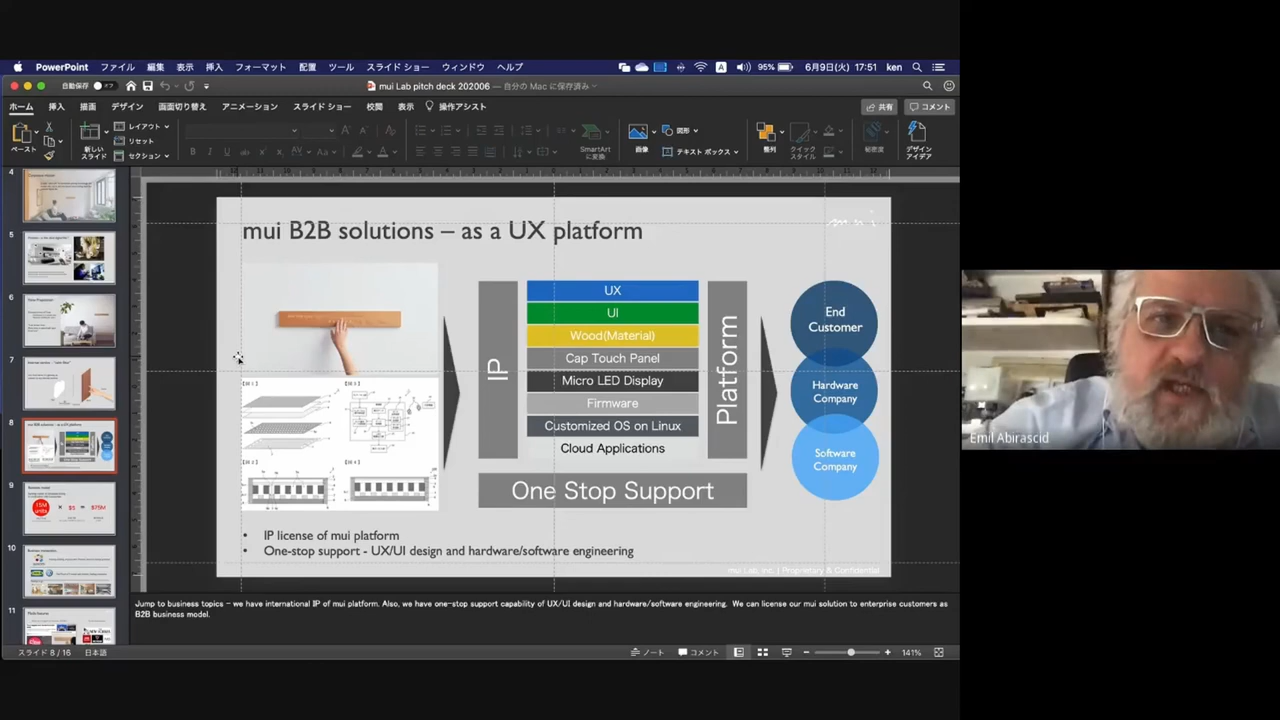 PowerPoint ファイル 編集 表示 挿入 フォーマット 配置 ツール スライド ショー ウィンドウ ヘルプ A 95% 6月9日(火) 17:51 ken
自動保存 mui Lab pitch deck 202006 — 自分の Mac に保存済み
ホーム 挿入 描画 デザイン 画面切り替え アニメーション スライド ショー 校閲 表示 操作アシスト 共有 コメント
ペースト 新しい スライド レイアウト リセット セクション SmartArt に変換 画像 図形 テキスト ボックス 整列 クイック スタイル 秘密度 デザイン アイデア
4
5
6
7
8
9
10
11
mui B2B solutions – as a UX platform
IP
UX
UI
Wood(Material)
Cap Touch Panel
Micro LED Display
Firmware
Customized OS on Linux
Cloud Applications
Platform
One Stop Support
End
Customer
Hardware
Company
Software
Company
• IP license of mui platform
• One-stop support - UX/UI design and hardware/software engineering
mui Lab, Inc. | Proprietary & Confidential
Jump to business topics – we have international IP of mui platform. Also, we have one-stop support capability of UX/UI design and hardware/software engineering. We can license our mui solution to enterprise customers as
B2B business model.
スライド 8 / 16 日本語 ノート コメント 141%
Emil Abirascid